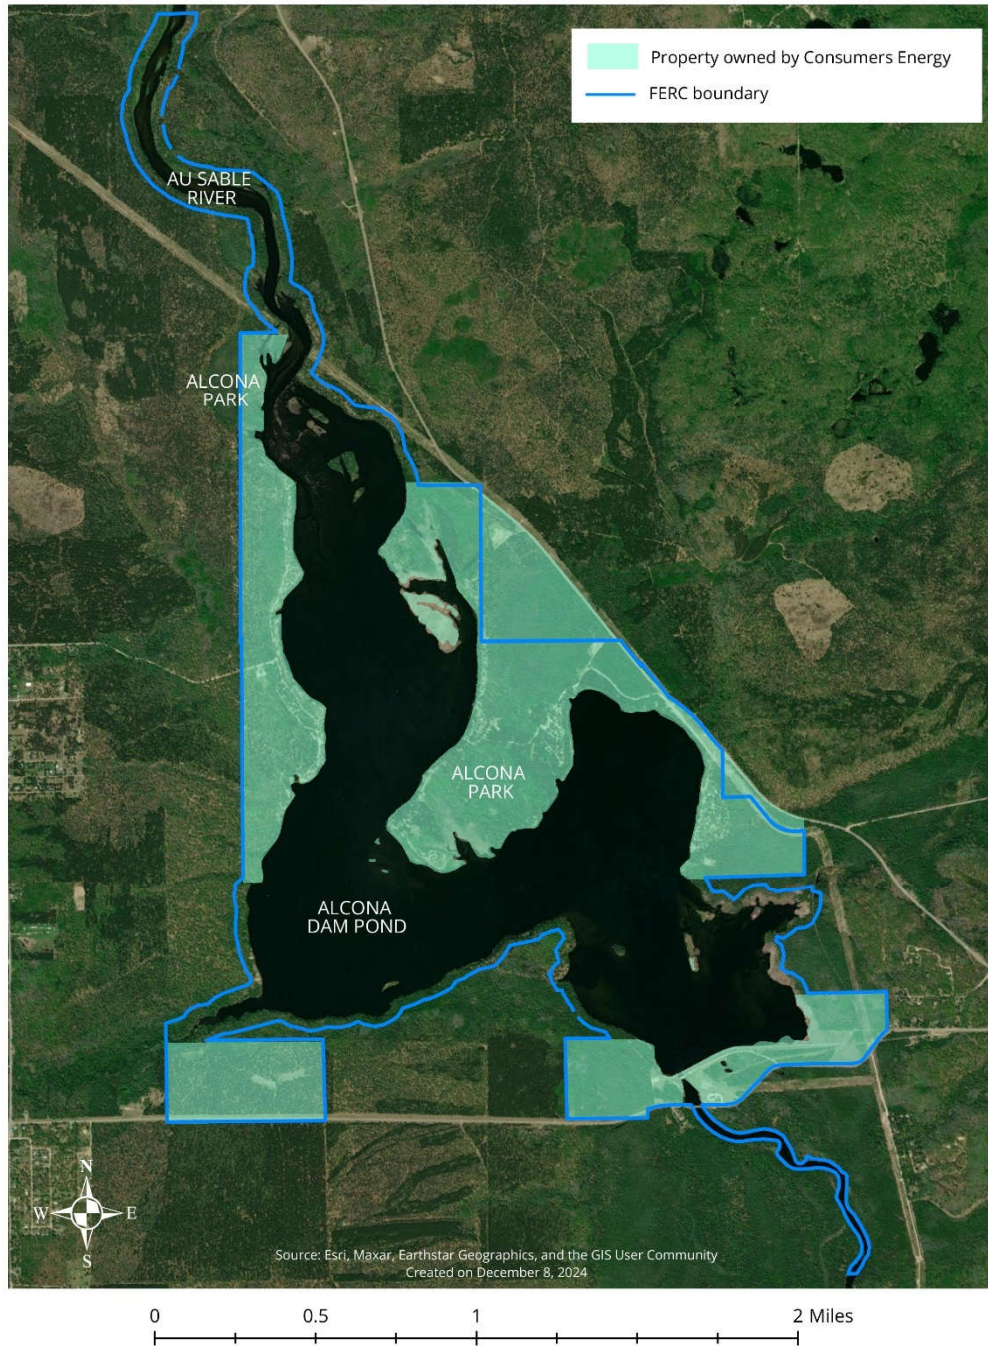 Property owned by Consumers Energy
FERC boundary
AU SABLE
RIVER
ALCONA
PARK
ALCONA
PARK
ALCONA
DAM POND
N
W E
S
Source: Esri, Maxar, Earthstar Geographics, and the GIS User Community
Created on December 8, 2024
0 0.5 1 2 Miles